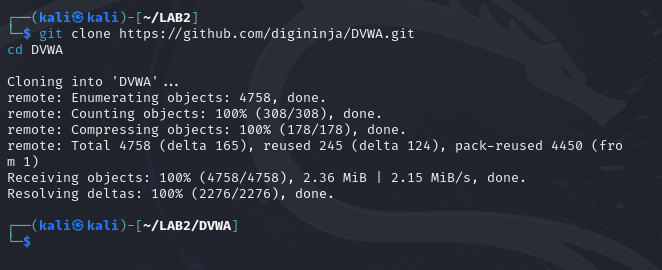 ┌──(kali㉿kali)-[~/LAB2]
└─$ git clone https://github.com/digininja/DVWA.git
cd DVWA
Cloning into 'DVWA'...
remote: Enumerating objects: 4758, done.
remote: Counting objects: 100% (308/308), done.
remote: Compressing objects: 100% (178/178), done.
remote: Total 4758 (delta 165), reused 245 (delta 124), pack-reused 4450 (fro
m 1)
Receiving objects: 100% (4758/4758), 2.36 MiB | 2.15 MiB/s, done.
Resolving deltas: 100% (2276/2276), done.
┌──(kali㉿kali)-[~/LAB2/DVWA]
└─$